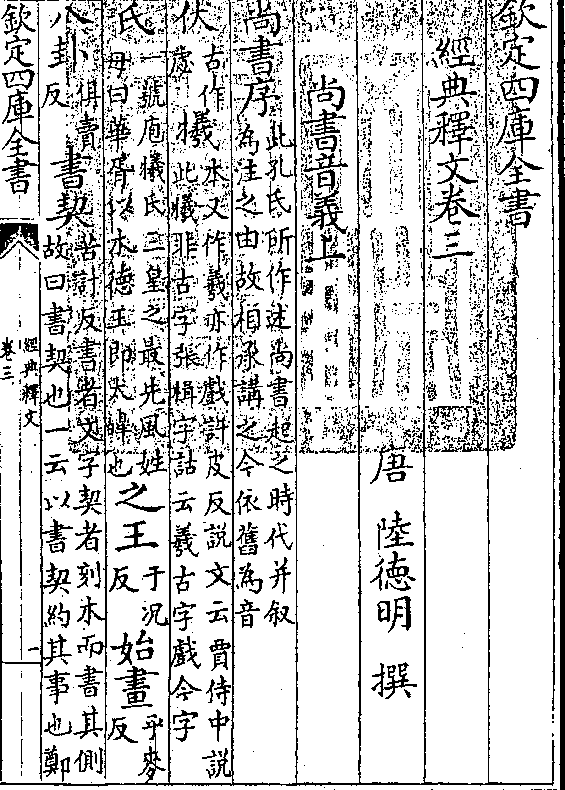 欽定四庫全書
經典釋文卷三
唐 陸德明 撰
尚書音義上
尚書序 此孔氏所作述尚書起之時代并叙
為注之由故相承講之今依舊為音
伏 古作
虙 犧 本又作羲亦作戲許皮反說文云賈侍中說
此犧非古字張楫字詁云羲古字戲今字
氏 一號庖犧氏三皇之最先風姓
母曰華胥以木德王即太皥也 之王 于況
反 始畫 乎麥
反
八卦 俱賣
反 書契 苦計反書者文字契者刻木而書其側
故曰書契也一云以書契約其事也鄭
欽定四庫全書
經典釋文
卷三
一